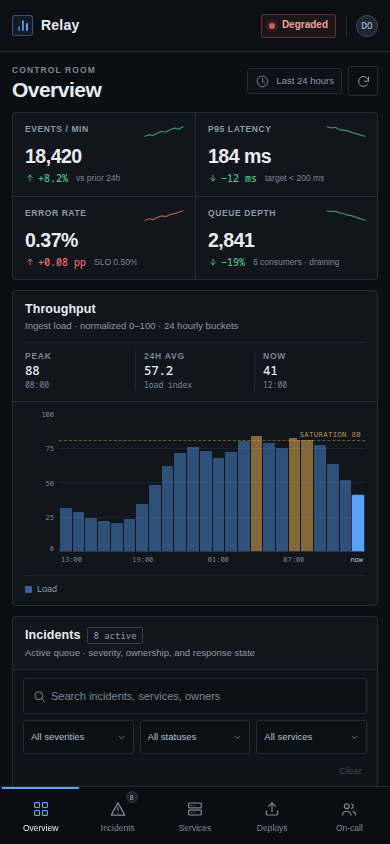 Relay
Degraded
DO
CONTROL ROOM
Overview
Last 24 hours
EVENTS / MIN
18,420
+8.2% vs prior 24h
P95 LATENCY
184 ms
−12 ms target < 200 ms
ERROR RATE
0.37%
+0.08 pp SLO 0.50%
QUEUE DEPTH
2,841
−19% 6 consumers · draining
Throughput
Ingest load · normalized 0–100 · 24 hourly buckets
PEAK
88
08:00
24H AVG
57.2
load index
NOW
41
12:00
100
75
50
25
0
SATURATION 80
13:00 19:00 01:00 07:00 now
Load
Incidents 8 active
Active queue · severity, ownership, and response state
Search incidents, services, owners
All severities All statuses All services
Clear
8
Overview Incidents Services Deploys On-call